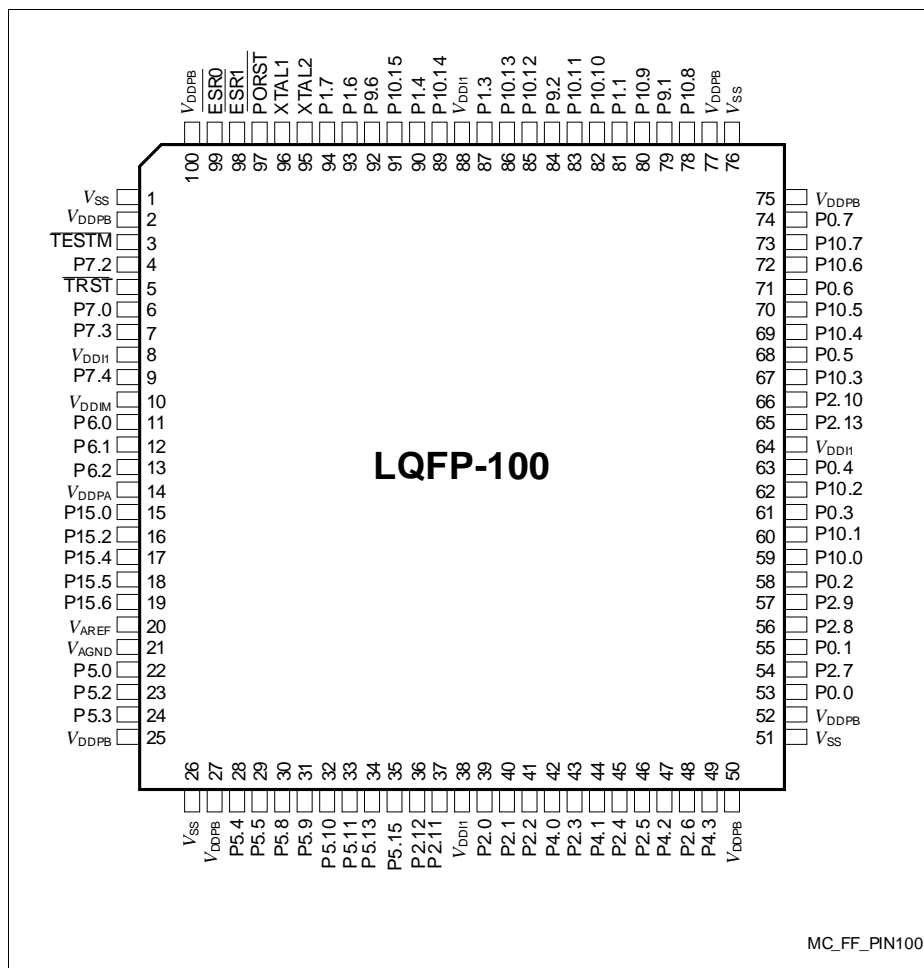 VDDPB
ESR0
ESR1
PORST
XTAL1
XTAL2
P1.7
P1.6
P9.6
P10.15
P1.4
P10.14
VDDI1
P1.3
P10.13
P10.12
P9.2
P10.11
P10.10
P1.1
P10.9
P9.1
P10.8
VDDPB
VSS
100
99
98
97
96
95
94
93
92
91
90
89
88
87
86
85
84
83
82
81
80
79
78
77
76
VSS 1
VDDPB 2
TESTM 3
P7.2 4
TRST 5
P7.0 6
P7.3 7
VDDI1 8
P7.4 9
VDDIM 10
P6.0 11
P6.1 12
P6.2 13
VDDPA 14
P15.0 15
P15.2 16
P15.4 17
P15.5 18
P15.6 19
VAREF 20
VAGND 21
P5.0 22
P5.2 23
P5.3 24
VDDPB 25
LQFP-100
75 VDDPB
74 P0.7
73 P10.7
72 P10.6
71 P0.6
70 P10.5
69 P10.4
68 P0.5
67 P10.3
66 P2.10
65 P2.13
64 VDDI1
63 P0.4
62 P10.2
61 P0.3
60 P10.1
59 P10.0
58 P0.2
57 P2.9
56 P2.8
55 P0.1
54 P2.7
53 P0.0
52 VDDPB
51 VSS
26
27
28
29
30
31
32
33
34
35
36
37
38
39
40
41
42
43
44
45
46
47
48
49
50
VSS
VDDPB
P5.4
P5.5
P5.8
P5.9
P5.10
P5.11
P5.13
P5.15
P2.12
P2.11
VDDI1
P2.0
P2.1
P2.2
P4.0
P2.3
P4.1
P2.4
P2.5
P4.2
P2.6
P4.3
VDDPB
MC_FF_PIN100